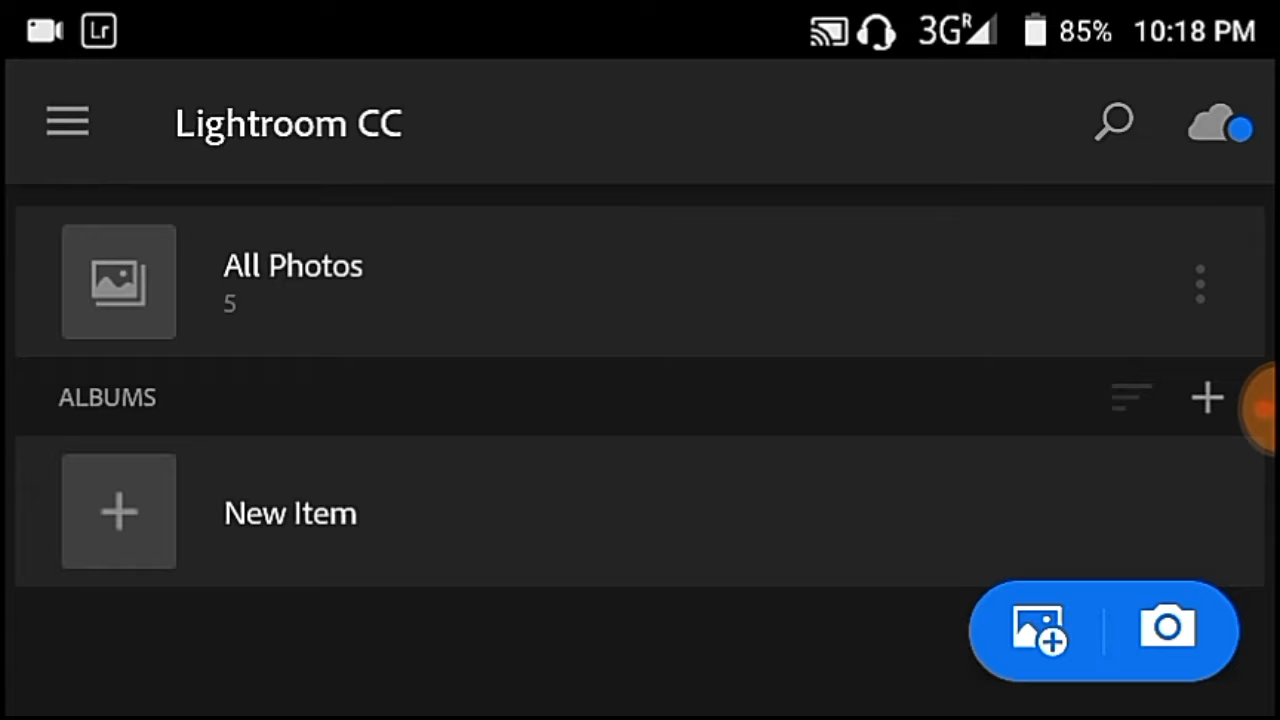 Lr 3G R 85% 10:18 PM
Lightroom CC
All Photos
5
ALBUMS
New Item